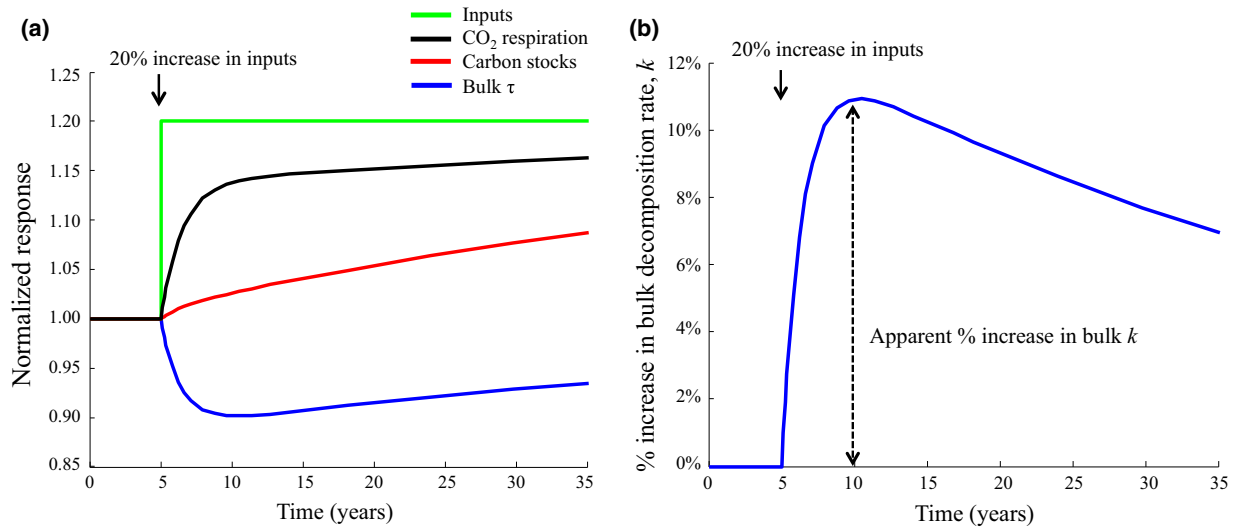 (a)
Inputs
CO₂ respiration
Carbon stocks
Bulk τ
20% increase in inputs
Normalized response
1.25
1.20
1.15
1.10
1.05
1.00
0.95
0.90
0.85
0 5 10 15 20 25 30 35
Time (years)
(b)
20% increase in inputs
% increase in bulk decomposition rate, k
12%
10%
8%
6%
4%
2%
0%
Apparent % increase in bulk k
0 5 10 15 20 25 30 35
Time (years)